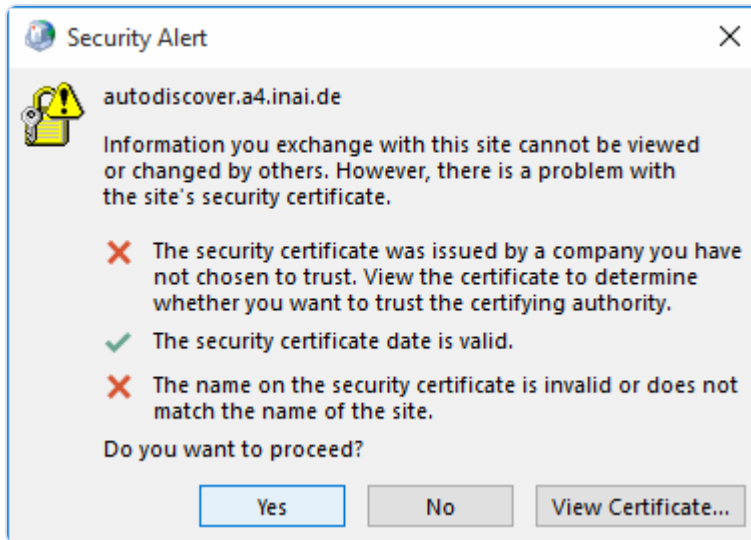 Security Alert
autodiscover.a4.inai.de
Information you exchange with this site cannot be viewed
or changed by others. However, there is a problem with
the site's security certificate.
The security certificate was issued by a company you have
not chosen to trust. View the certificate to determine
whether you want to trust the certifying authority.
The security certificate date is valid.
The name on the security certificate is invalid or does not
match the name of the site.
Do you want to proceed?
Yes No View Certificate...